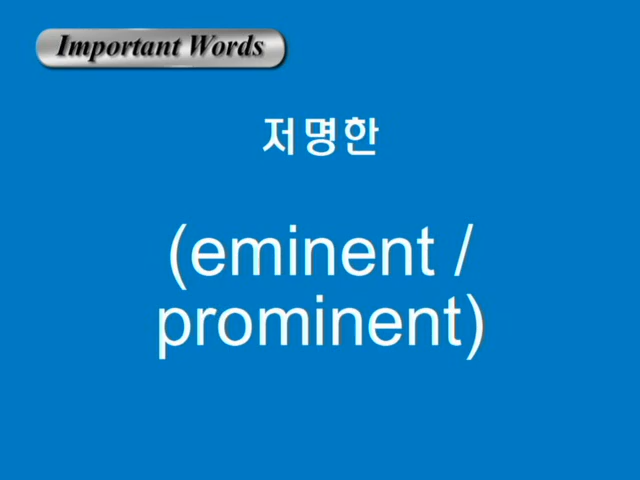 Important Words
저명한
(eminent /
prominent)